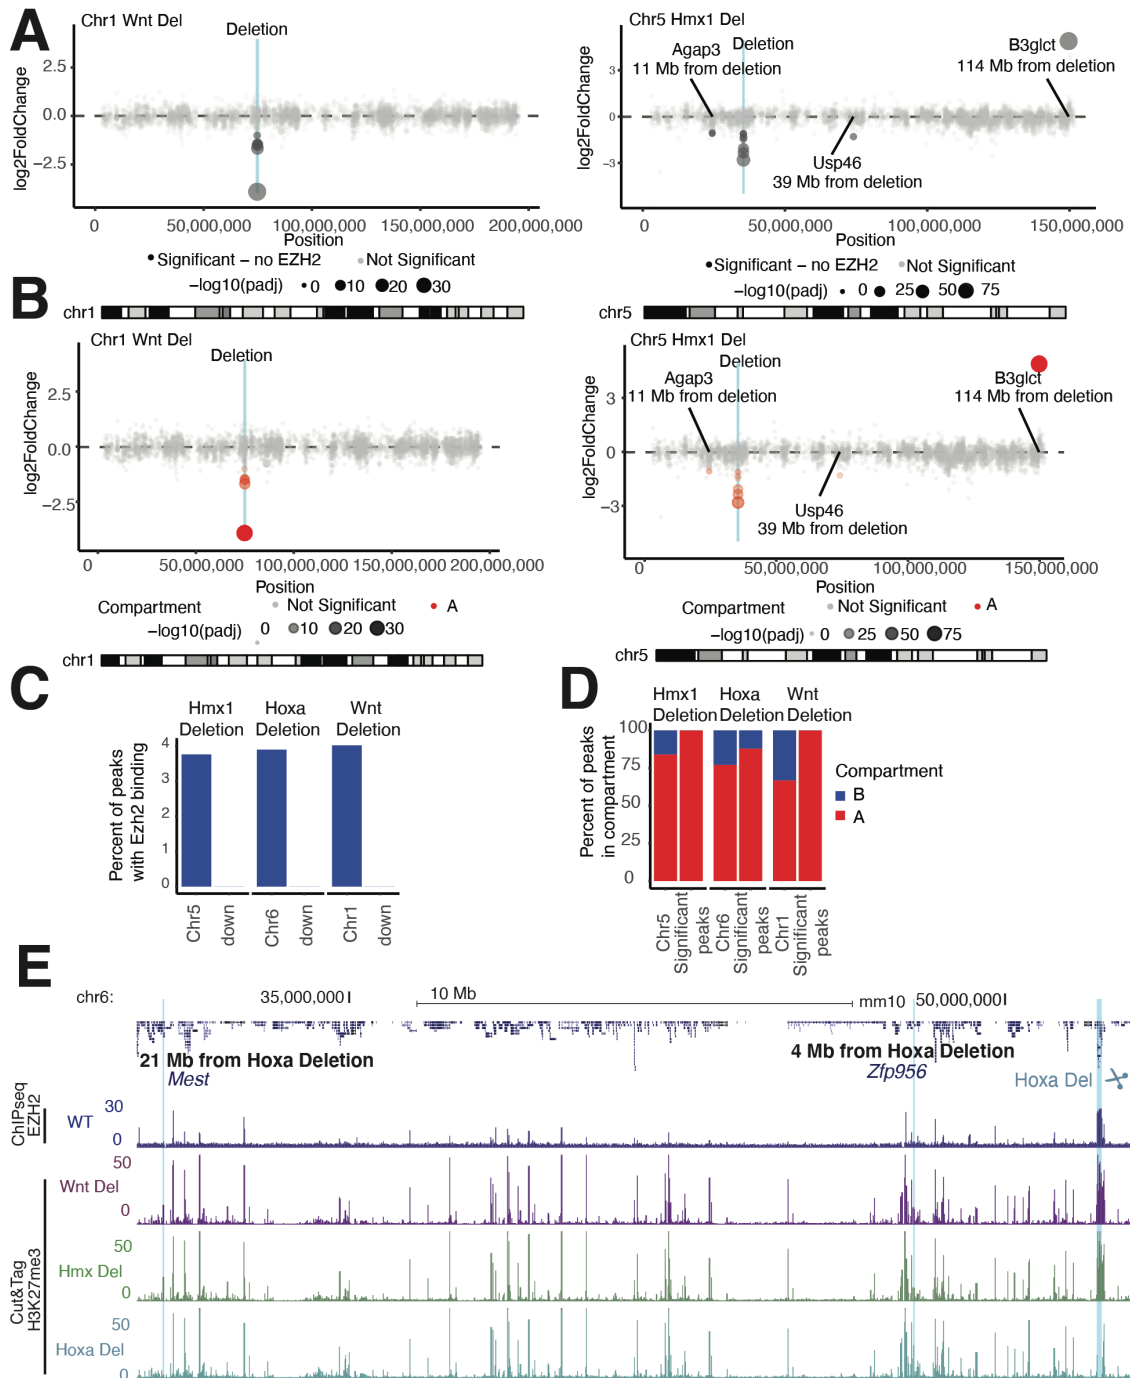 A
Chr1 Wnt Del
Deletion
log2FoldChange
2.5
0.0
−2.5
0
50,000,000
100,000,000
150,000,000
200,000,000
Position
Significant − no EZH2
Not Significant
−log10(padj)
0
10
20
30
Chr5 Hmx1 Del
Agap3
11 Mb from deletion
Deletion
B3glct
114 Mb from deletion
Usp46
39 Mb from deletion
log2FoldChange
3
0
−3
0
50,000,000
100,000,000
150,000,000
Position
Significant − no EZH2
Not Significant
−log10(padj)
0
25
50
75
B
chr1
Chr1 Wnt Del
Deletion
log2FoldChange
2.5
0.0
−2.5
0
50,000,000
100,000,000
150,000,000
200,000,000
Position
Compartment
Not Significant
A
−log10(padj)
0
10
20
30
chr1
chr5
Chr5 Hmx1 Del
Deletion
Agap3
11 Mb from deletion
B3glct
114 Mb from deletion
Usp46
39 Mb from deletion
log2FoldChange
3
0
−3
0
50,000,000
100,000,000
150,000,000
Position
Compartment
Not Significant
A
−log10(padj)
0
25
50
75
chr5
C
Hmx1
Deletion
Hoxa
Deletion
Wnt
Deletion
Percent of peaks
with Ezh2 binding
4
3
2
1
0
Chr5
down
Chr6
down
Chr1
down
D
Hmx1
Deletion
Hoxa
Deletion
Wnt
Deletion
Percent of peaks
in compartment
100
75
50
25
0
Chr5
Significant
peaks
Chr6
Significant
peaks
Chr1
Significant
peaks
Compartment
B
A
E
chr6:
35,000,000
10 Mb
mm10
50,000,000
21 Mb from Hoxa Deletion
Mest
4 Mb from Hoxa Deletion
Zfp956
Hoxa Del
ChIPseq
EZH2
WT
30
0
Cut&Tag
H3K27me3
Wnt Del
50
0
Hmx Del
50
0
Hoxa Del
50
0